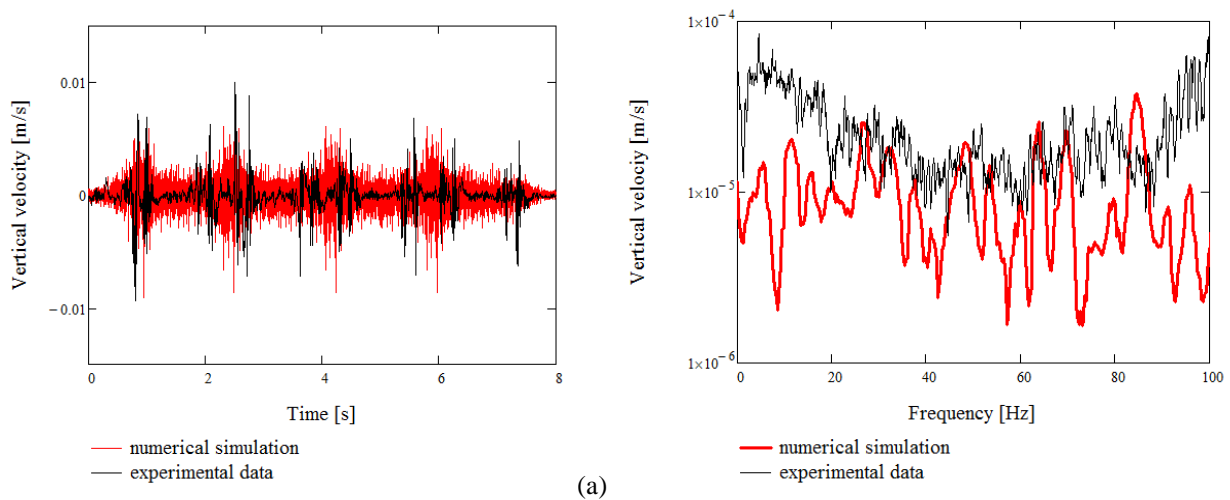 0.01
0
−0.01
Vertical velocity [m/s]
0 2 4 6 8
Time [s]
numerical simulation
experimental data
(a)
1×10⁻⁴
1×10⁻⁵
1×10⁻⁶
Vertical velocity [m/s]
0 20 40 60 80 100
Frequency [Hz]
numerical simulation
experimental data